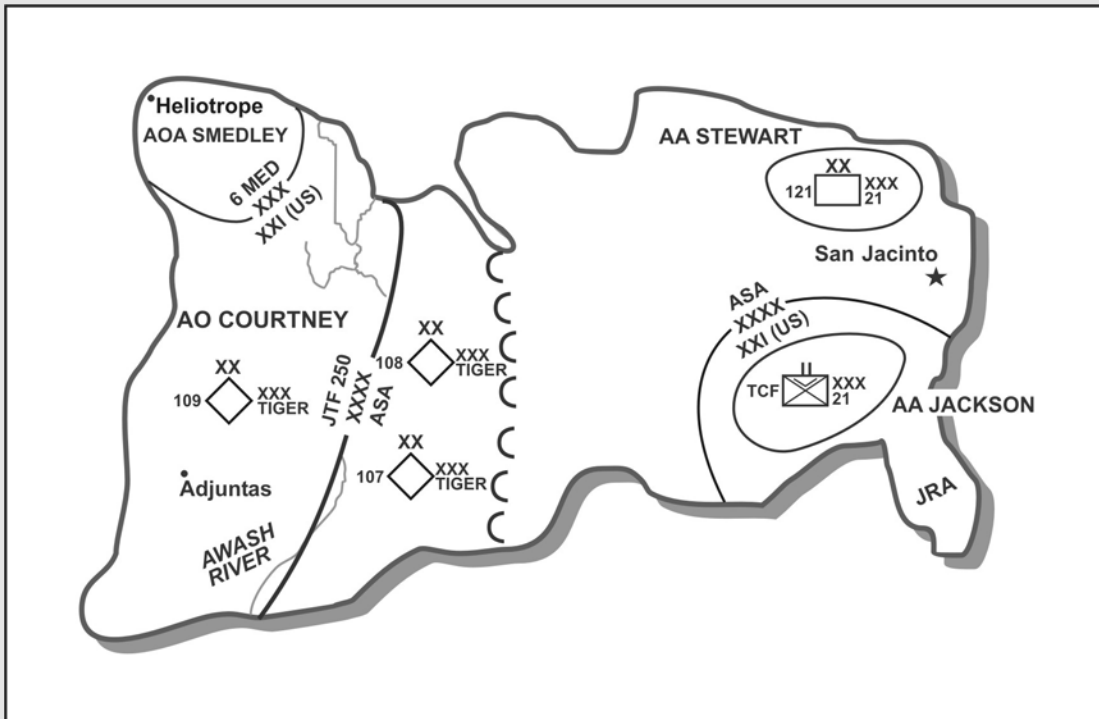 Heliotrope
AOA SMEDLEY
6 MED
XXX
XXI (US)
AO COURTNEY
XX
109
XXX
TIGER
Adjuntas
AWASH
RIVER
JTF 250
XXXX
ASA
XX
108
XXX
TIGER
XX
107
XXX
TIGER
AA STEWART
XX
121
XXX
21
San Jacinto
ASA
XXXX
XXI (US)
II
TCF
XXX
21
AA JACKSON
JRA